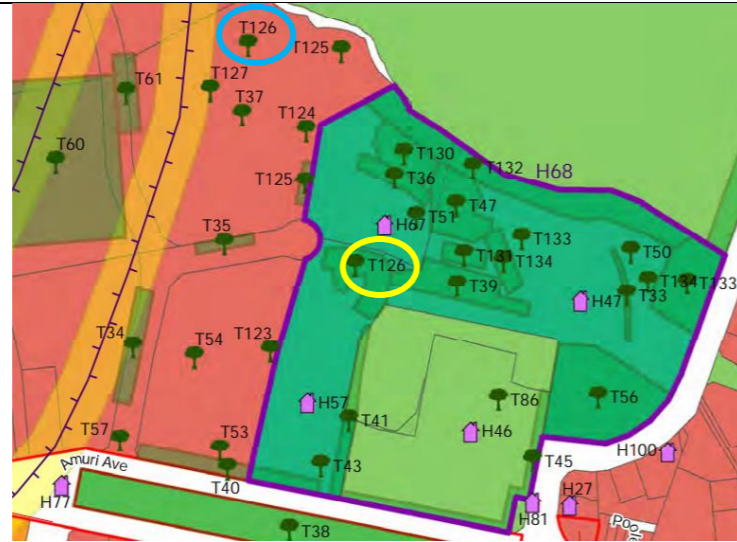 T126
T125
T61
T127
T37
T124
T60
T130
T132
H68
T36
T125
T51
T47
H67
T35
T133
T50
T131
T134
T126
T134
T133
T39
T33
H47
T34
T123
T54
T86
T56
H57
T41
H46
T57
T53
T43
T45
H100
Amuri Ave
T40
H77
H81
H27
T38